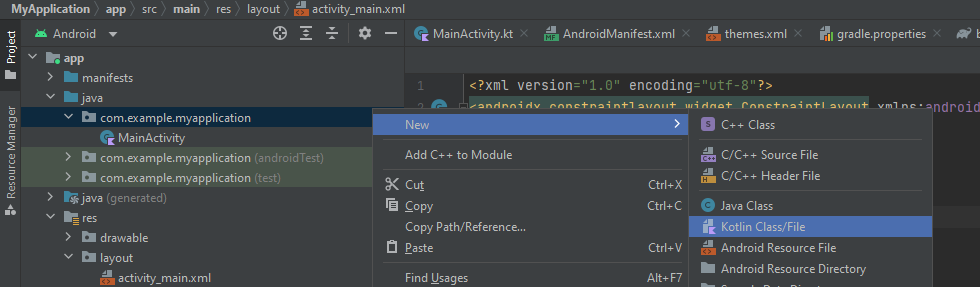 MyApplication > app > src > main > res > layout > activity_main.xml
Project
Resource Manager
Android
app
manifests
java
com.example.myapplication
MainActivity
com.example.myapplication (androidTest)
com.example.myapplication (test)
java (generated)
res
drawable
layout
activity_main.xml
MainActivity.kt
AndroidManifest.xml
themes.xml
gradle.properties
1 <?xml version="1.0" encoding="utf-8"?>
2 <androidx.constraintlayout.widget.ConstraintLayout xmlns:android
New
Add C++ to Module
Cut Ctrl+X
Copy Ctrl+C
Copy Path/Reference...
Paste Ctrl+V
Find Usages Alt+F7
C++ Class
C/C++ Source File
C/C++ Header File
Java Class
Kotlin Class/File
Android Resource File
Android Resource Directory
Sample Data Directory